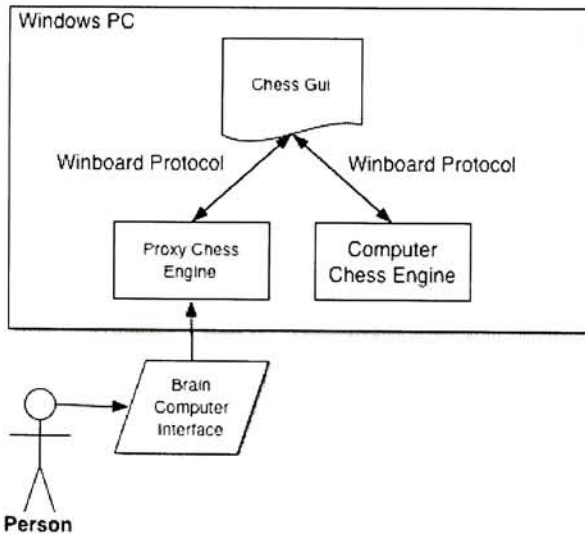 Windows PC
Chess Gui
Winboard Protocol
Winboard Protocol
Proxy Chess
Engine
Computer
Chess Engine
Brain
Computer
Interface
Person